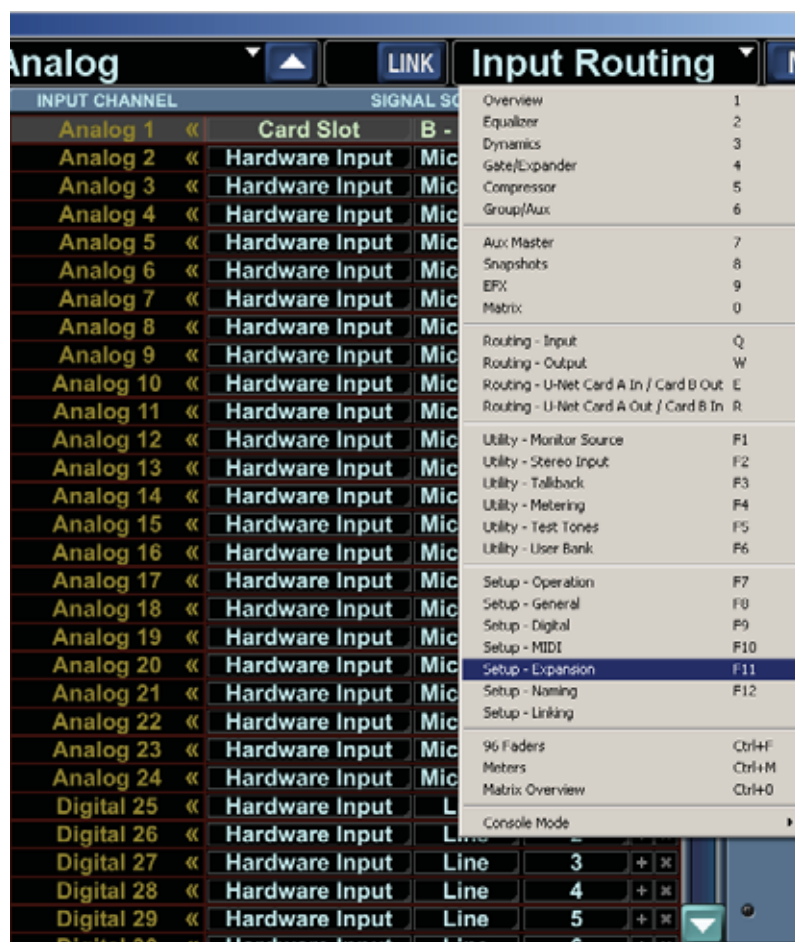 Analog
LINK
Input Routing
INPUT CHANNEL
Analog 1 « Card Slot B -
Analog 2 « Hardware Input Mic
Analog 3 « Hardware Input Mic
Analog 4 « Hardware Input Mic
Analog 5 « Hardware Input Mic
Analog 6 « Hardware Input Mic
Analog 7 « Hardware Input Mic
Analog 8 « Hardware Input Mic
Analog 9 « Hardware Input Mic
Analog 10 « Hardware Input Mic
Analog 11 « Hardware Input Mic
Analog 12 « Hardware Input Mic
Analog 13 « Hardware Input Mic
Analog 14 « Hardware Input Mic
Analog 15 « Hardware Input Mic
Analog 16 « Hardware Input Mic
Analog 17 « Hardware Input Mic
Analog 18 « Hardware Input Mic
Analog 19 « Hardware Input Mic
Analog 20 « Hardware Input Mic
Analog 21 « Hardware Input Mic
Analog 22 « Hardware Input Mic
Analog 23 « Hardware Input Mic
Analog 24 « Hardware Input Mic
Digital 25 « Hardware Input
Digital 26 « Hardware Input
Digital 27 « Hardware Input Line 3 + ×
Digital 28 « Hardware Input Line 4 + ×
Digital 29 « Hardware Input Line 5 + ×
SIGNAL
Overview 1
Equalizer 2
Dynamics 3
Gate/Expander 4
Compressor 5
Group/Aux 6
Aux Master 7
Snapshots 8
EFX 9
Matrix 0
Routing - Input Q
Routing - Output W
Routing - U-Net Card A In / Card B Out E
Routing - U-Net Card A Out / Card B In R
Utility - Monitor Source F1
Utility - Stereo Input F2
Utility - Talkback F3
Utility - Metering F4
Utility - Test Tones F5
Utility - User Bank F6
Setup - Operation F7
Setup - General F8
Setup - Digital F9
Setup - MIDI F10
Setup - Expansion F11
Setup - Naming F12
Setup - Linking
96 Faders Ctrl+F
Meters Ctrl+M
Matrix Overview Ctrl+0
Console Mode